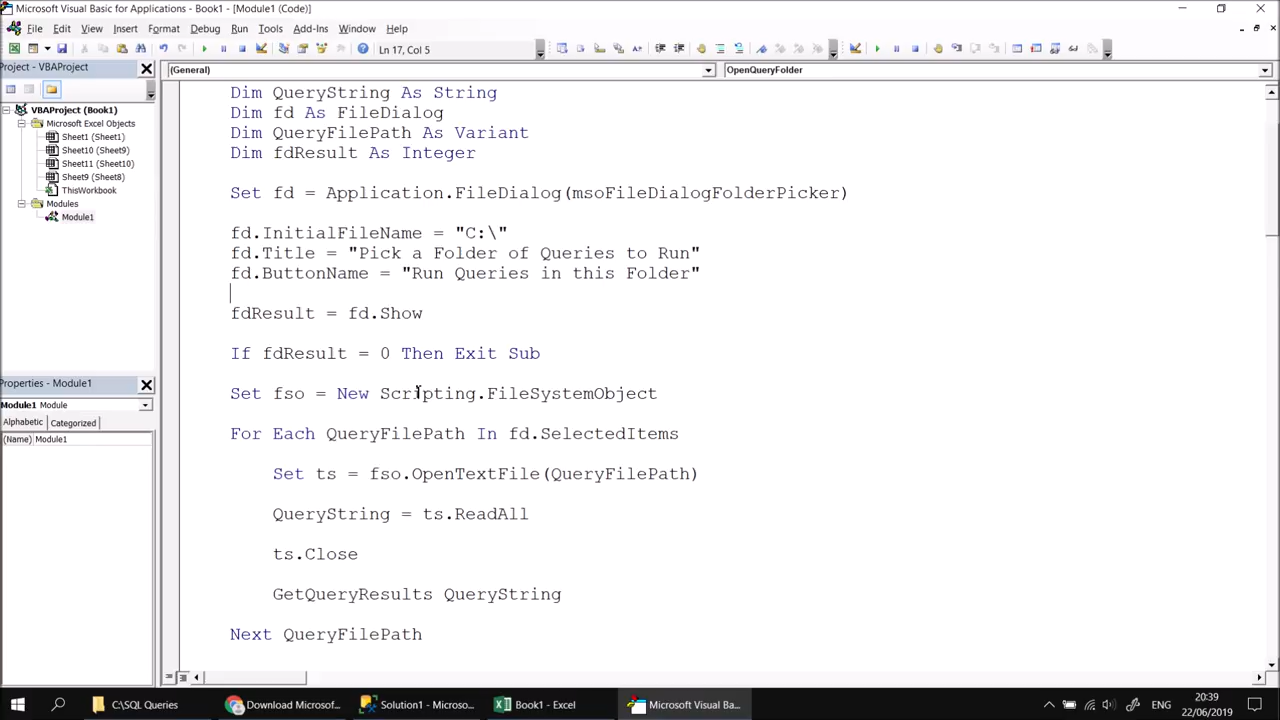 Microsoft Visual Basic for Applications - Book1 - [Module1 (Code)]
File Edit View Insert Format Debug Run Tools Add-Ins Window Help
Ln 17, Col 5
Project - VBAProject
(General)
OpenQueryFolder
VBAProject (Book1)
Microsoft Excel Objects
Sheet1 (Sheet1)
Sheet10 (Sheet9)
Sheet11 (Sheet10)
Sheet9 (Sheet8)
ThisWorkbook
Modules
Module1
Properties - Module1
Module1 Module
Alphabetic Categorized
(Name) Module1
Dim QueryString As String
Dim fd As FileDialog
Dim QueryFilePath As Variant
Dim fdResult As Integer
Set fd = Application.FileDialog(msoFileDialogFolderPicker)
fd.InitialFileName = "C:\"
fd.Title = "Pick a Folder of Queries to Run"
fd.ButtonName = "Run Queries in this Folder"
fdResult = fd.Show
If fdResult = 0 Then Exit Sub
Set fso = New Scripting.FileSystemObject
For Each QueryFilePath In fd.SelectedItems
Set ts = fso.OpenTextFile(QueryFilePath)
QueryString = ts.ReadAll
ts.Close
GetQueryResults QueryString
Next QueryFilePath
C:\SQL Queries
Download Microsof...
Solution1 - Microso...
Book1 - Excel
Microsoft Visual Ba...
ENG
20:39
22/06/2019